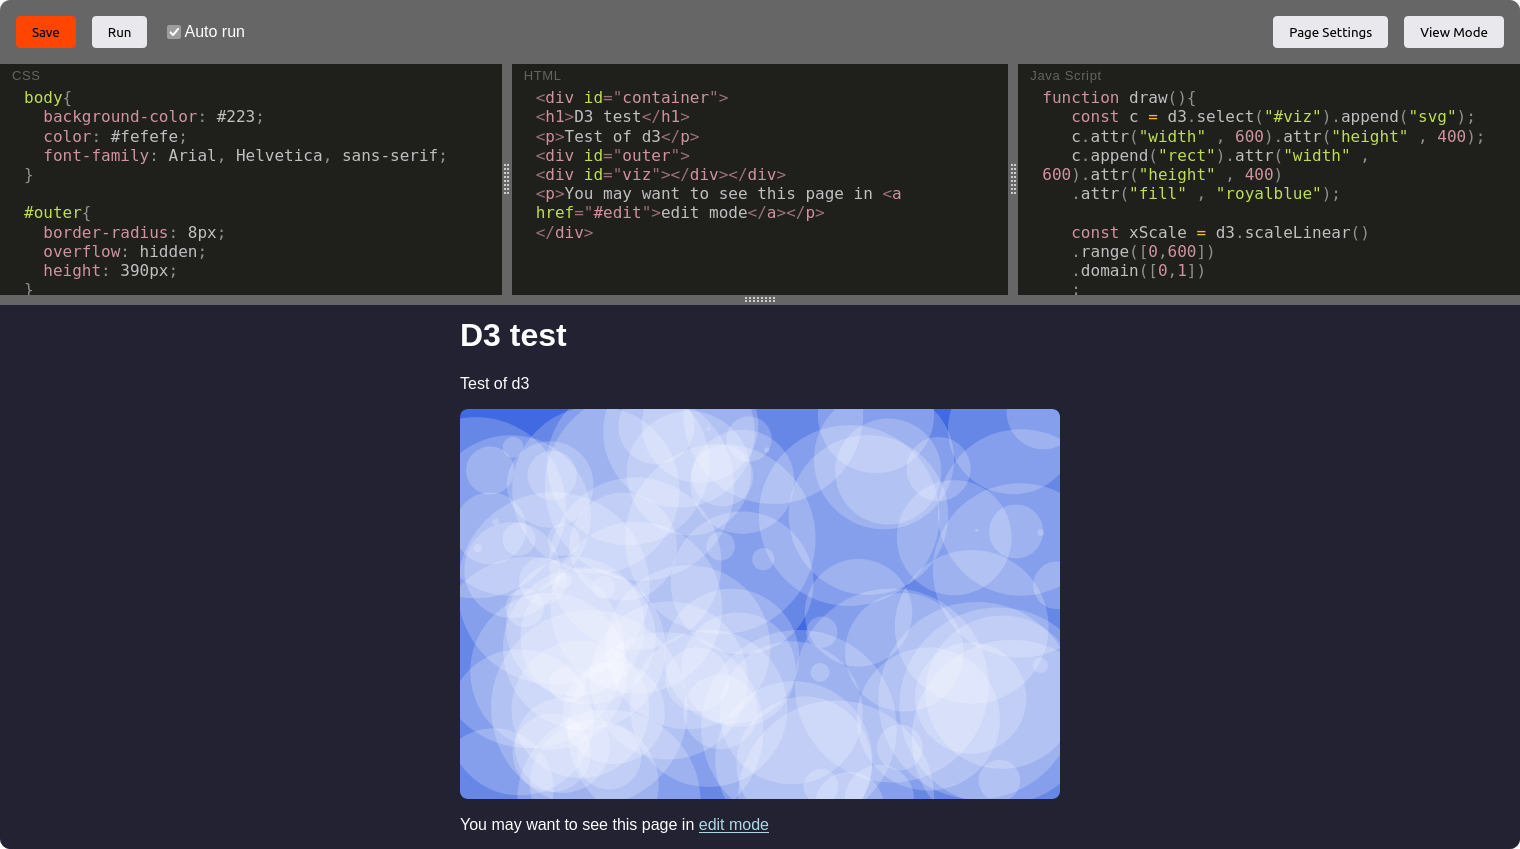 Save Run Auto run Page Settings View Mode
CSS
body{
  background-color: #223;
  color: #fefefe;
  font-family: Arial, Helvetica, sans-serif;
}

#outer{
  border-radius: 8px;
  overflow: hidden;
  height: 390px;
}
HTML
<div id="container">
<h1>D3 test</h1>
<p>Test of d3</p>
<div id="outer">
<div id="viz"></div></div>
<p>You may want to see this page in <a
href="#edit">edit mode</a></p>
</div>
Java Script
function draw(){
   const c = d3.select("#viz").append("svg");
   c.attr("width" , 600).attr("height" , 400);
   c.append("rect").attr("width" ,
600).attr("height" , 400)
   .attr("fill" , "royalblue");

   const xScale = d3.scaleLinear()
   .range([0,600])
   .domain([0,1])
   ;
D3 test
Test of d3
You may want to see this page in edit mode